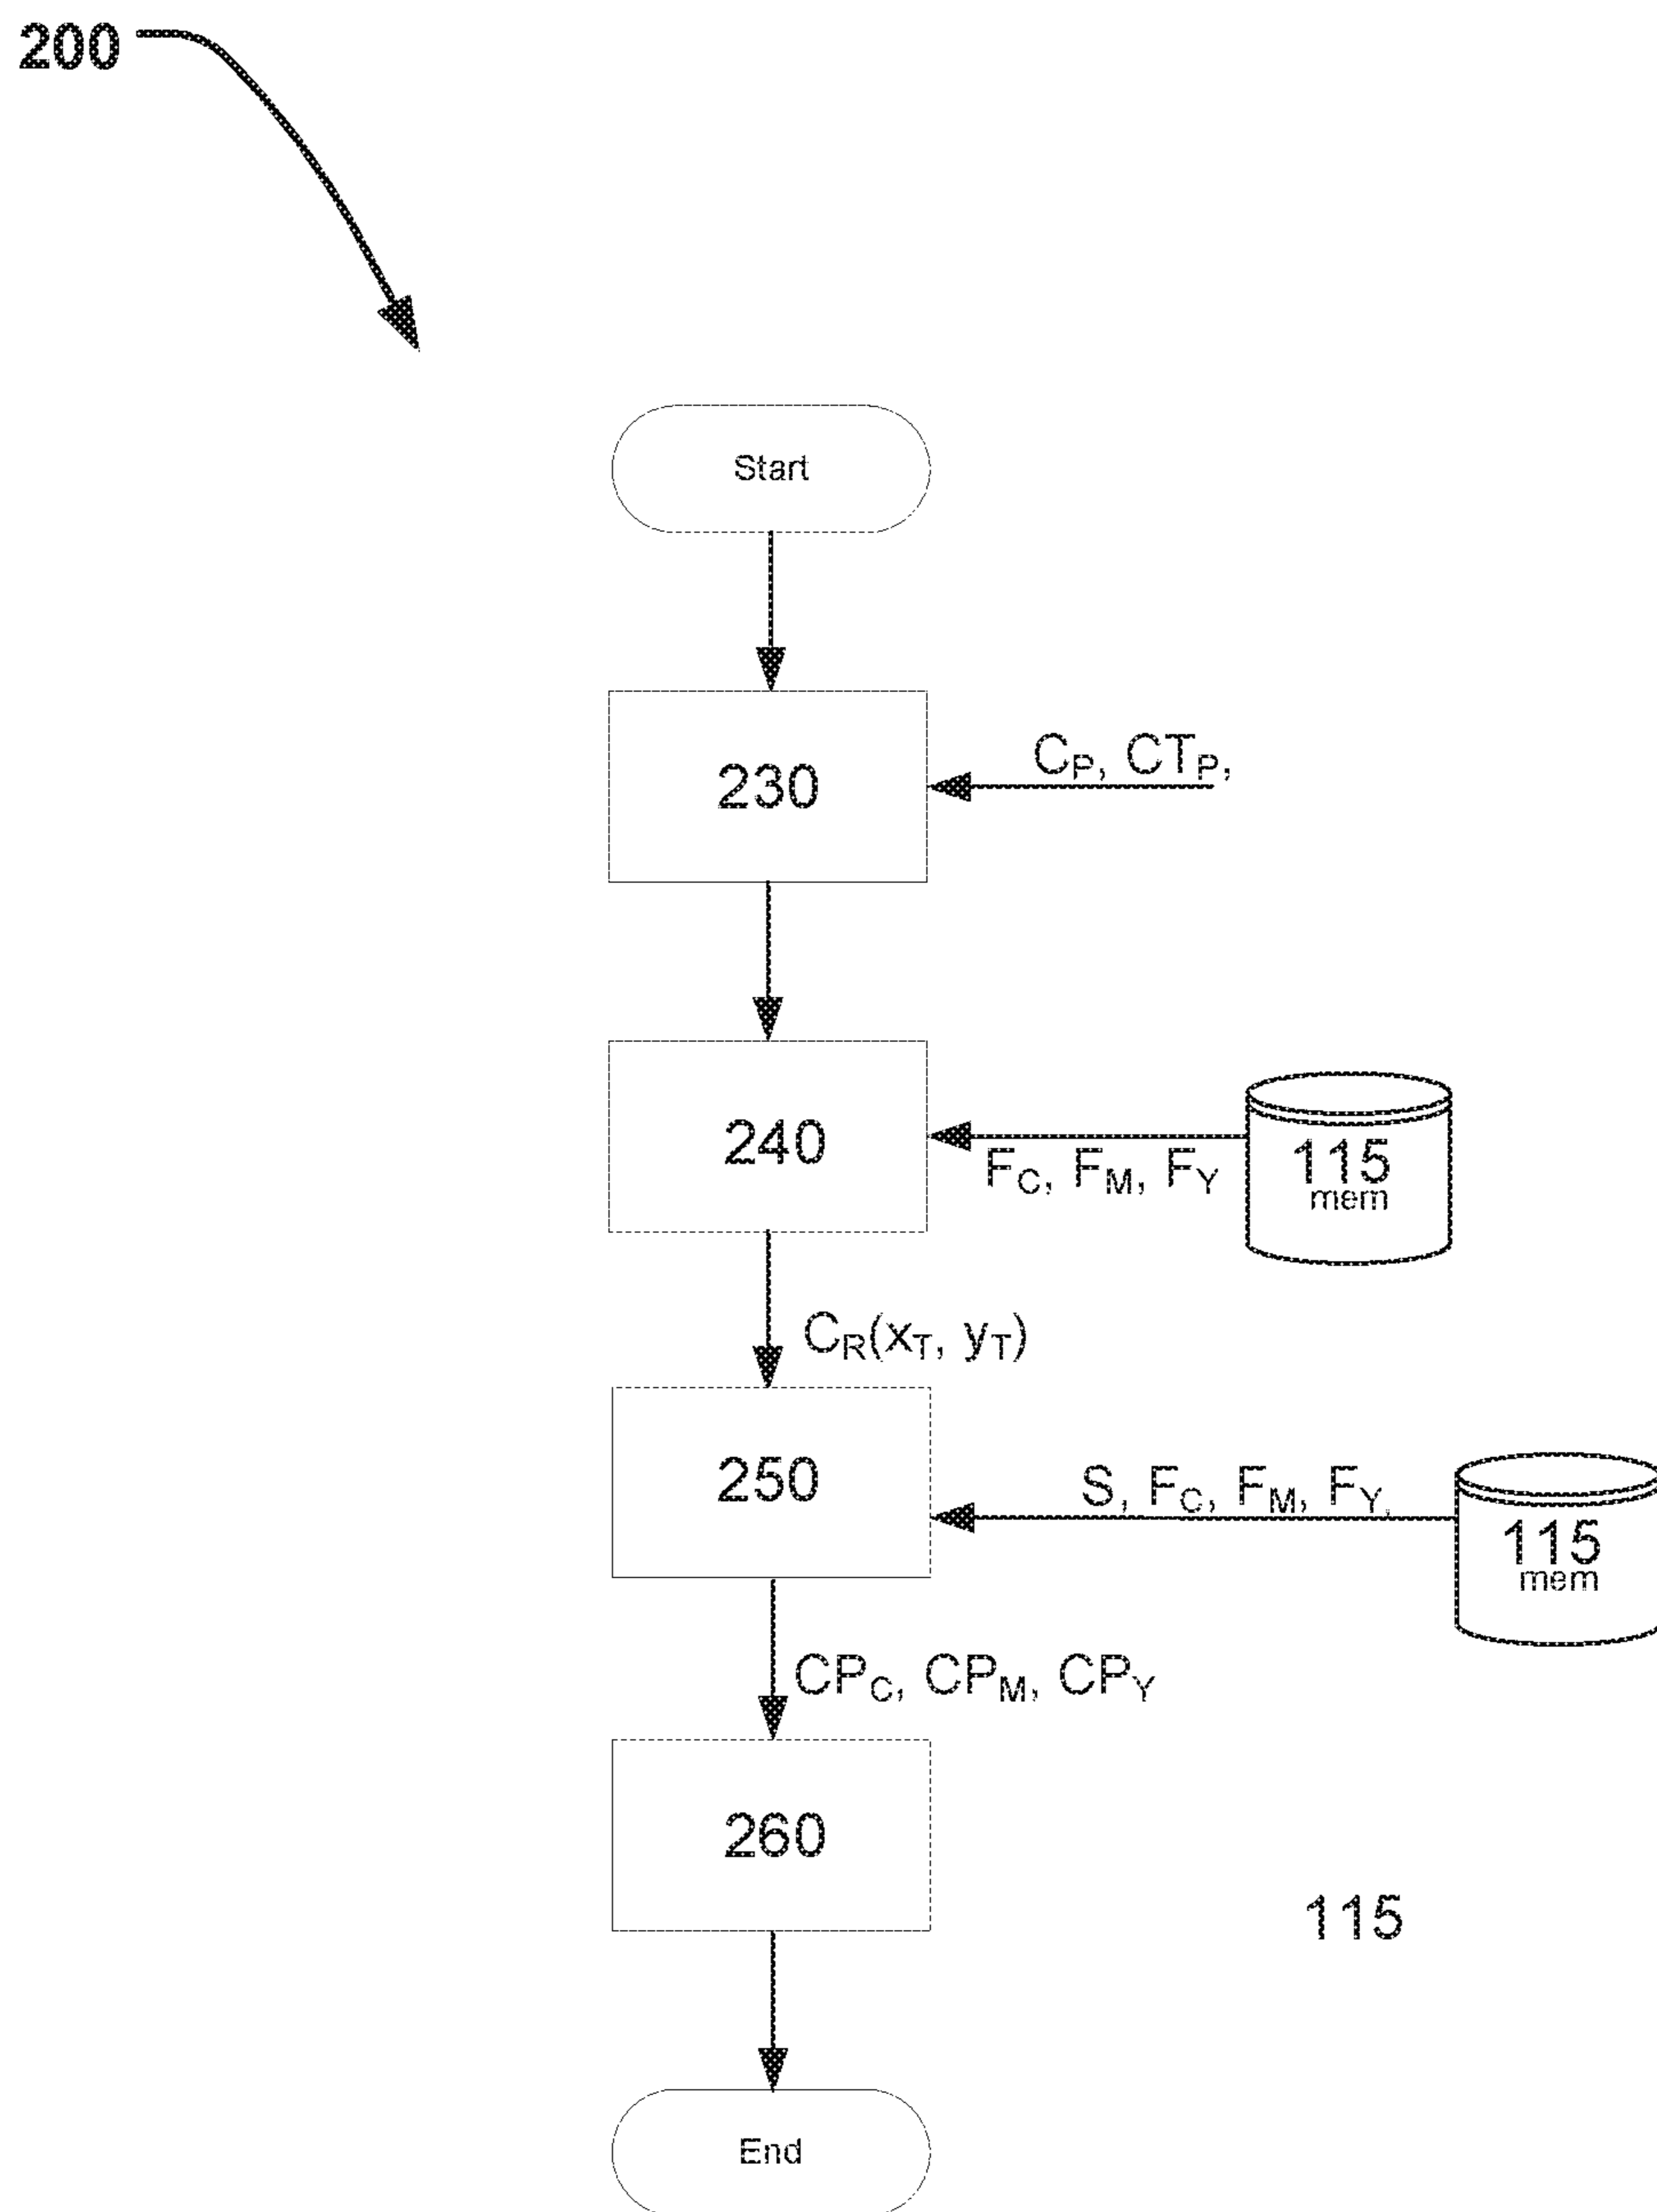 200
Start
230
C_P, CT_P,
240
F_C, F_M, F_Y
115
mem
C_R(x_T, y_T)
250
S, F_C, F_M, F_Y,
115
mem
CP_C, CP_M, CP_Y
260
115
End